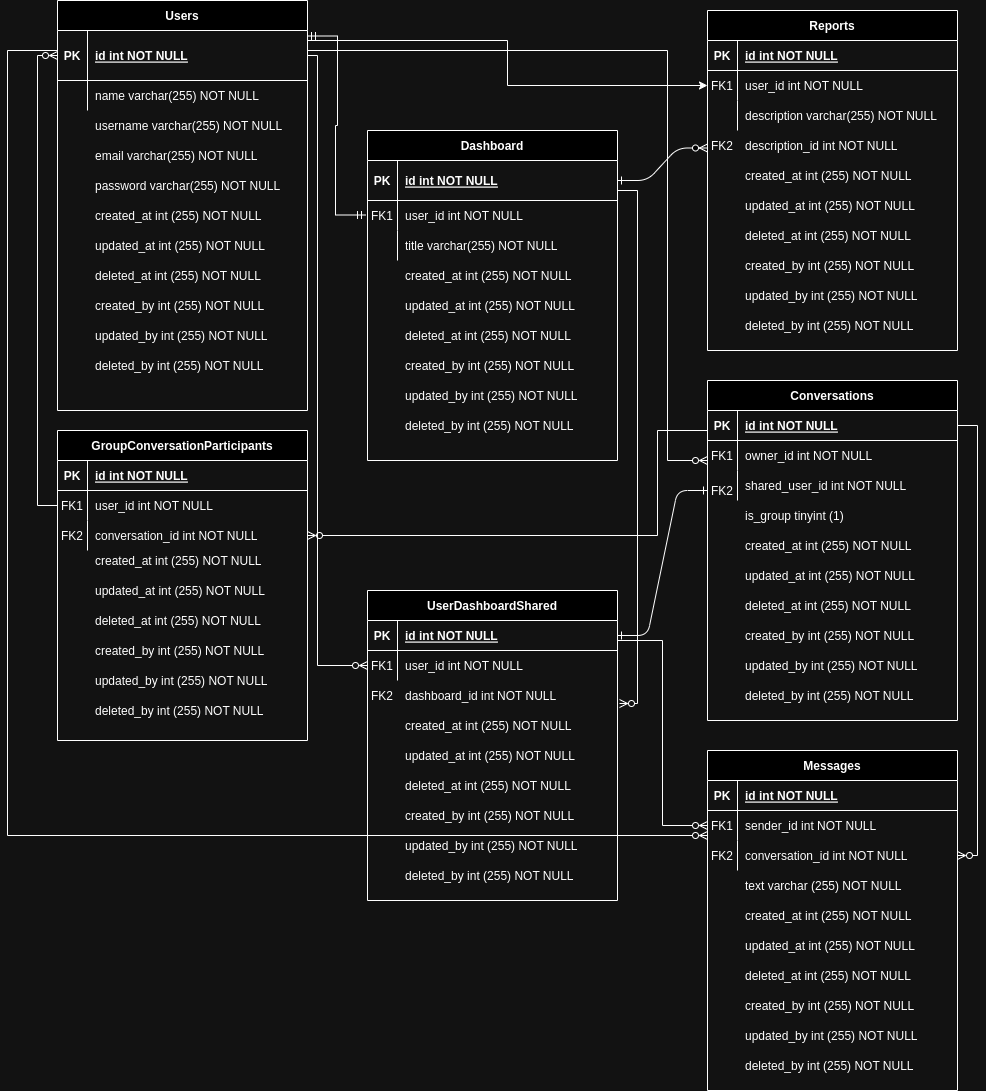 Users
PK id int NOT NULL
name varchar(255) NOT NULL
username varchar(255) NOT NULL
email varchar(255) NOT NULL
password varchar(255) NOT NULL
created_at int (255) NOT NULL
updated_at int (255) NOT NULL
deleted_at int (255) NOT NULL
created_by int (255) NOT NULL
updated_by int (255) NOT NULL
deleted_by int (255) NOT NULL
GroupConversationParticipants
PK id int NOT NULL
FK1 user_id int NOT NULL
FK2 conversation_id int NOT NULL
created_at int (255) NOT NULL
updated_at int (255) NOT NULL
deleted_at int (255) NOT NULL
created_by int (255) NOT NULL
updated_by int (255) NOT NULL
deleted_by int (255) NOT NULL
Dashboard
PK id int NOT NULL
FK1 user_id int NOT NULL
title varchar(255) NOT NULL
created_at int (255) NOT NULL
updated_at int (255) NOT NULL
deleted_at int (255) NOT NULL
created_by int (255) NOT NULL
updated_by int (255) NOT NULL
deleted_by int (255) NOT NULL
UserDashboardShared
PK id int NOT NULL
FK1 user_id int NOT NULL
FK2 dashboard_id int NOT NULL
created_at int (255) NOT NULL
updated_at int (255) NOT NULL
deleted_at int (255) NOT NULL
created_by int (255) NOT NULL
updated_by int (255) NOT NULL
deleted_by int (255) NOT NULL
Reports
PK id int NOT NULL
FK1 user_id int NOT NULL
description varchar(255) NOT NULL
FK2 description_id int NOT NULL
created_at int (255) NOT NULL
updated_at int (255) NOT NULL
deleted_at int (255) NOT NULL
created_by int (255) NOT NULL
updated_by int (255) NOT NULL
deleted_by int (255) NOT NULL
Conversations
PK id int NOT NULL
FK1 owner_id int NOT NULL
FK2 shared_user_id int NOT NULL
is_group tinyint (1)
created_at int (255) NOT NULL
updated_at int (255) NOT NULL
deleted_at int (255) NOT NULL
created_by int (255) NOT NULL
updated_by int (255) NOT NULL
deleted_by int (255) NOT NULL
Messages
PK id int NOT NULL
FK1 sender_id int NOT NULL
FK2 conversation_id int NOT NULL
text varchar (255) NOT NULL
created_at int (255) NOT NULL
updated_at int (255) NOT NULL
deleted_at int (255) NOT NULL
created_by int (255) NOT NULL
updated_by int (255) NOT NULL
deleted_by int (255) NOT NULL